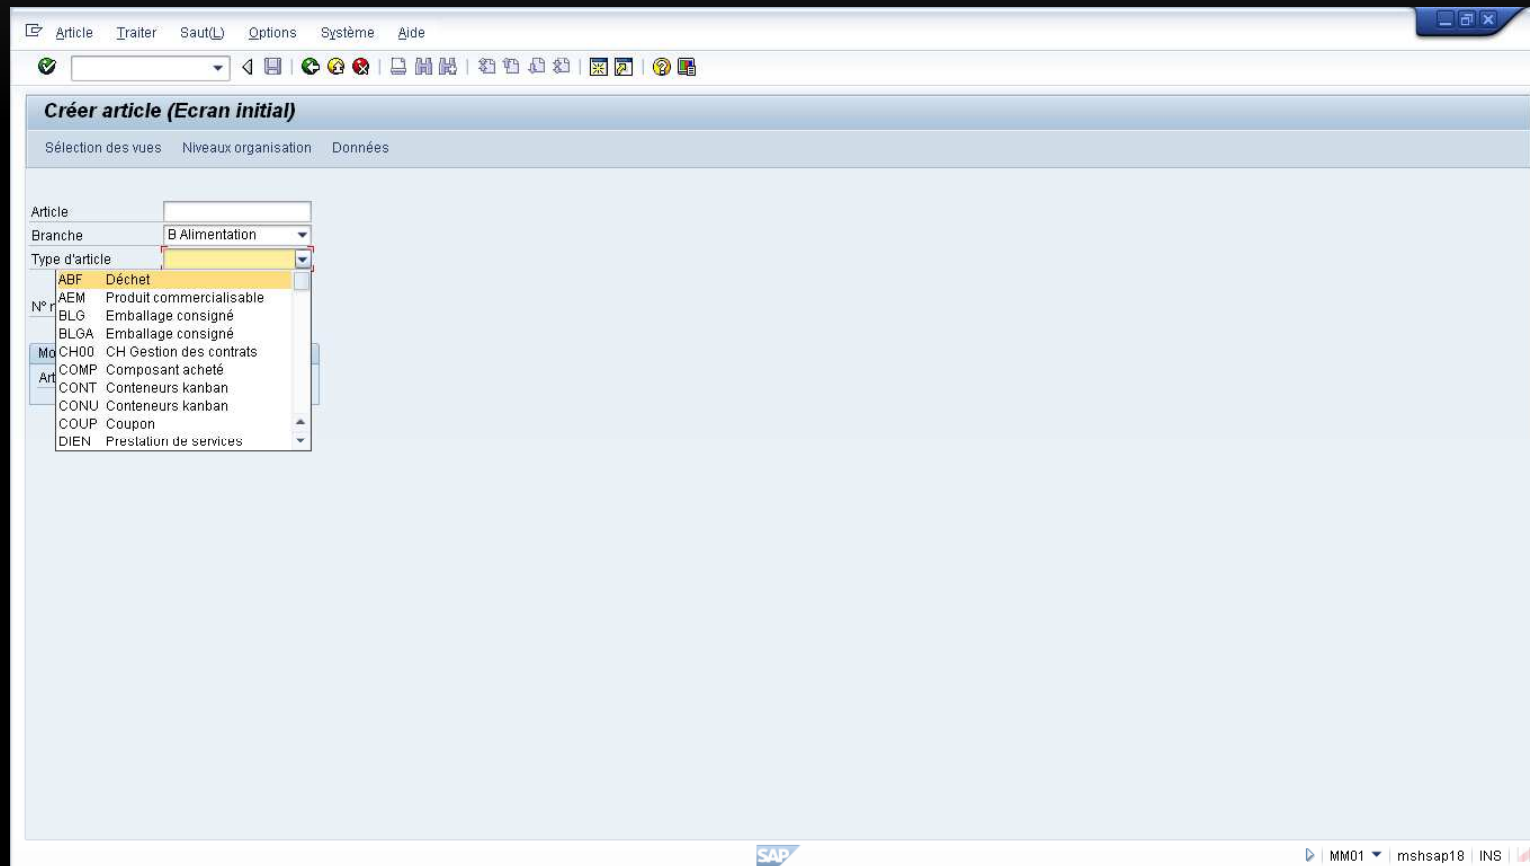 Article Traiter Saut(L) Options Système Aide
Créer article (Ecran initial)
Sélection des vues Niveaux organisation Données
Article
Branche B Alimentation
Type d'article
ABF Déchet
AEM Produit commercialisable
N° r
BLG Emballage consigné
BLGA Emballage consigné
Mo
CH00 CH Gestion des contrats
COMP Composant acheté
Art
CONT Conteneurs kanban
CONU Conteneurs kanban
COUP Coupon
DIEN Prestation de services
SAP
MM01 mshsap18 INS